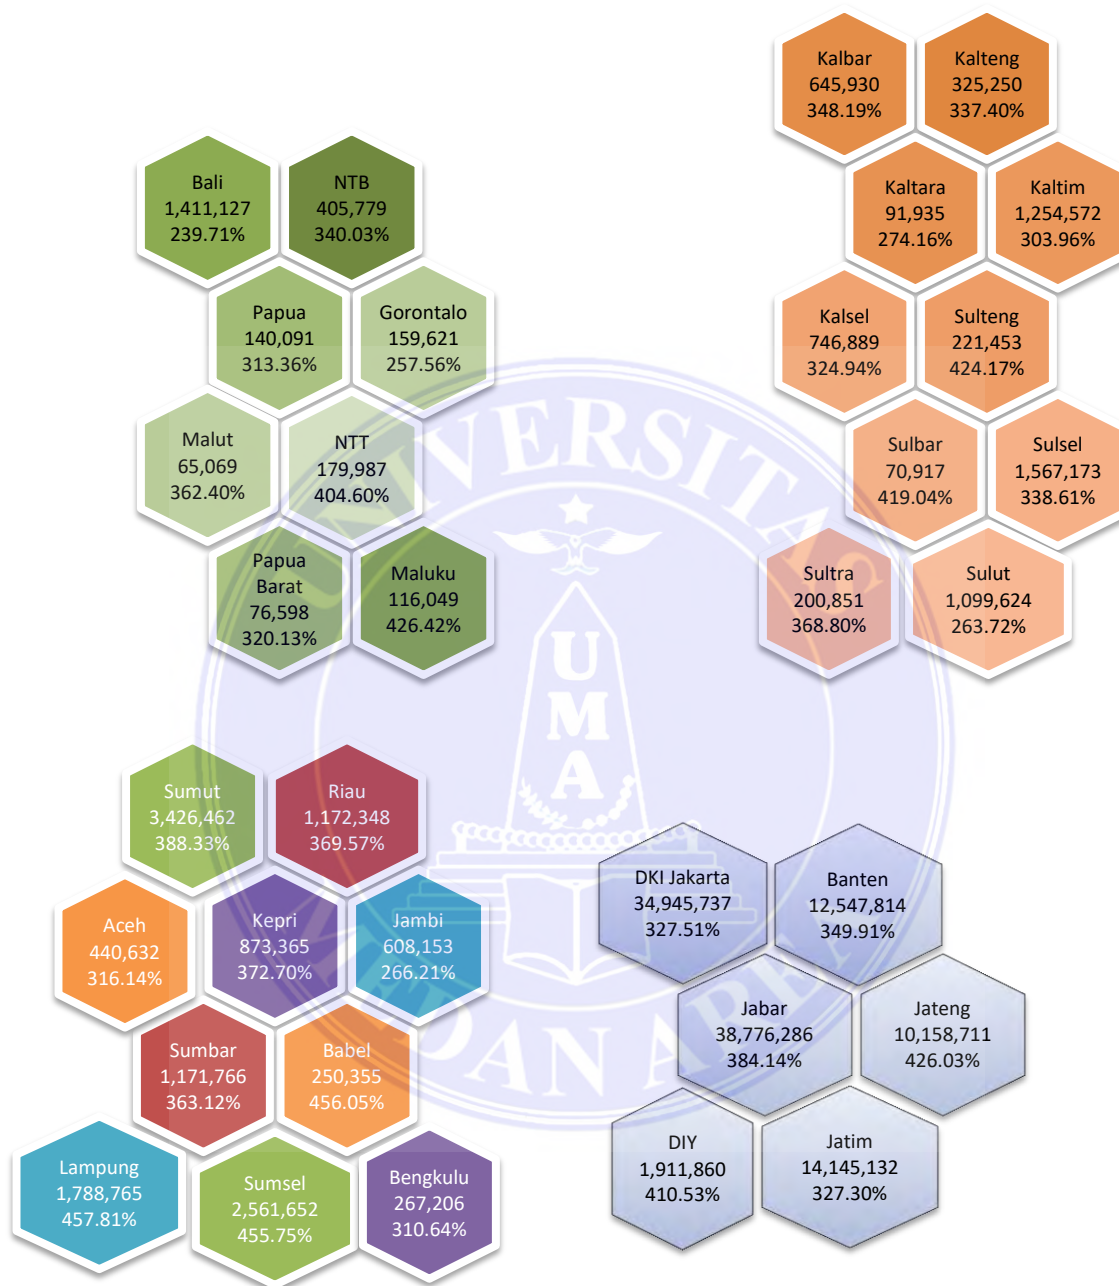 Kalbar
645,930
348.19%
Kalteng
325,250
337.40%
Bali
1,411,127
239.71%
NTB
405,779
340.03%
Kaltara
91,935
274.16%
Kaltim
1,254,572
303.96%
Papua
140,091
313.36%
Gorontalo
159,621
257.56%
Kalsel
746,889
324.94%
Sulteng
221,453
424.17%
Malut
65,069
362.40%
NTT
179,987
404.60%
Sulbar
70,917
419.04%
Sulsel
1,567,173
338.61%
Papua
Barat
76,598
320.13%
Maluku
116,049
426.42%
Sultra
200,851
368.80%
Sulut
1,099,624
263.72%
UNIVERSITAS
MEDAN AREA
U
M
A
Sumut
3,426,462
388.33%
Riau
1,172,348
369.57%
Aceh
440,632
316.14%
Kepri
873,365
372.70%
Jambi
608,153
266.21%
Sumbar
1,171,766
363.12%
Babel
250,355
456.05%
Lampung
1,788,765
457.81%
Sumsel
2,561,652
455.75%
Bengkulu
267,206
310.64%
DKI Jakarta
34,945,737
327.51%
Banten
12,547,814
349.91%
Jabar
38,776,286
384.14%
Jateng
10,158,711
426.03%
DIY
1,911,860
410.53%
Jatim
14,145,132
327.30%